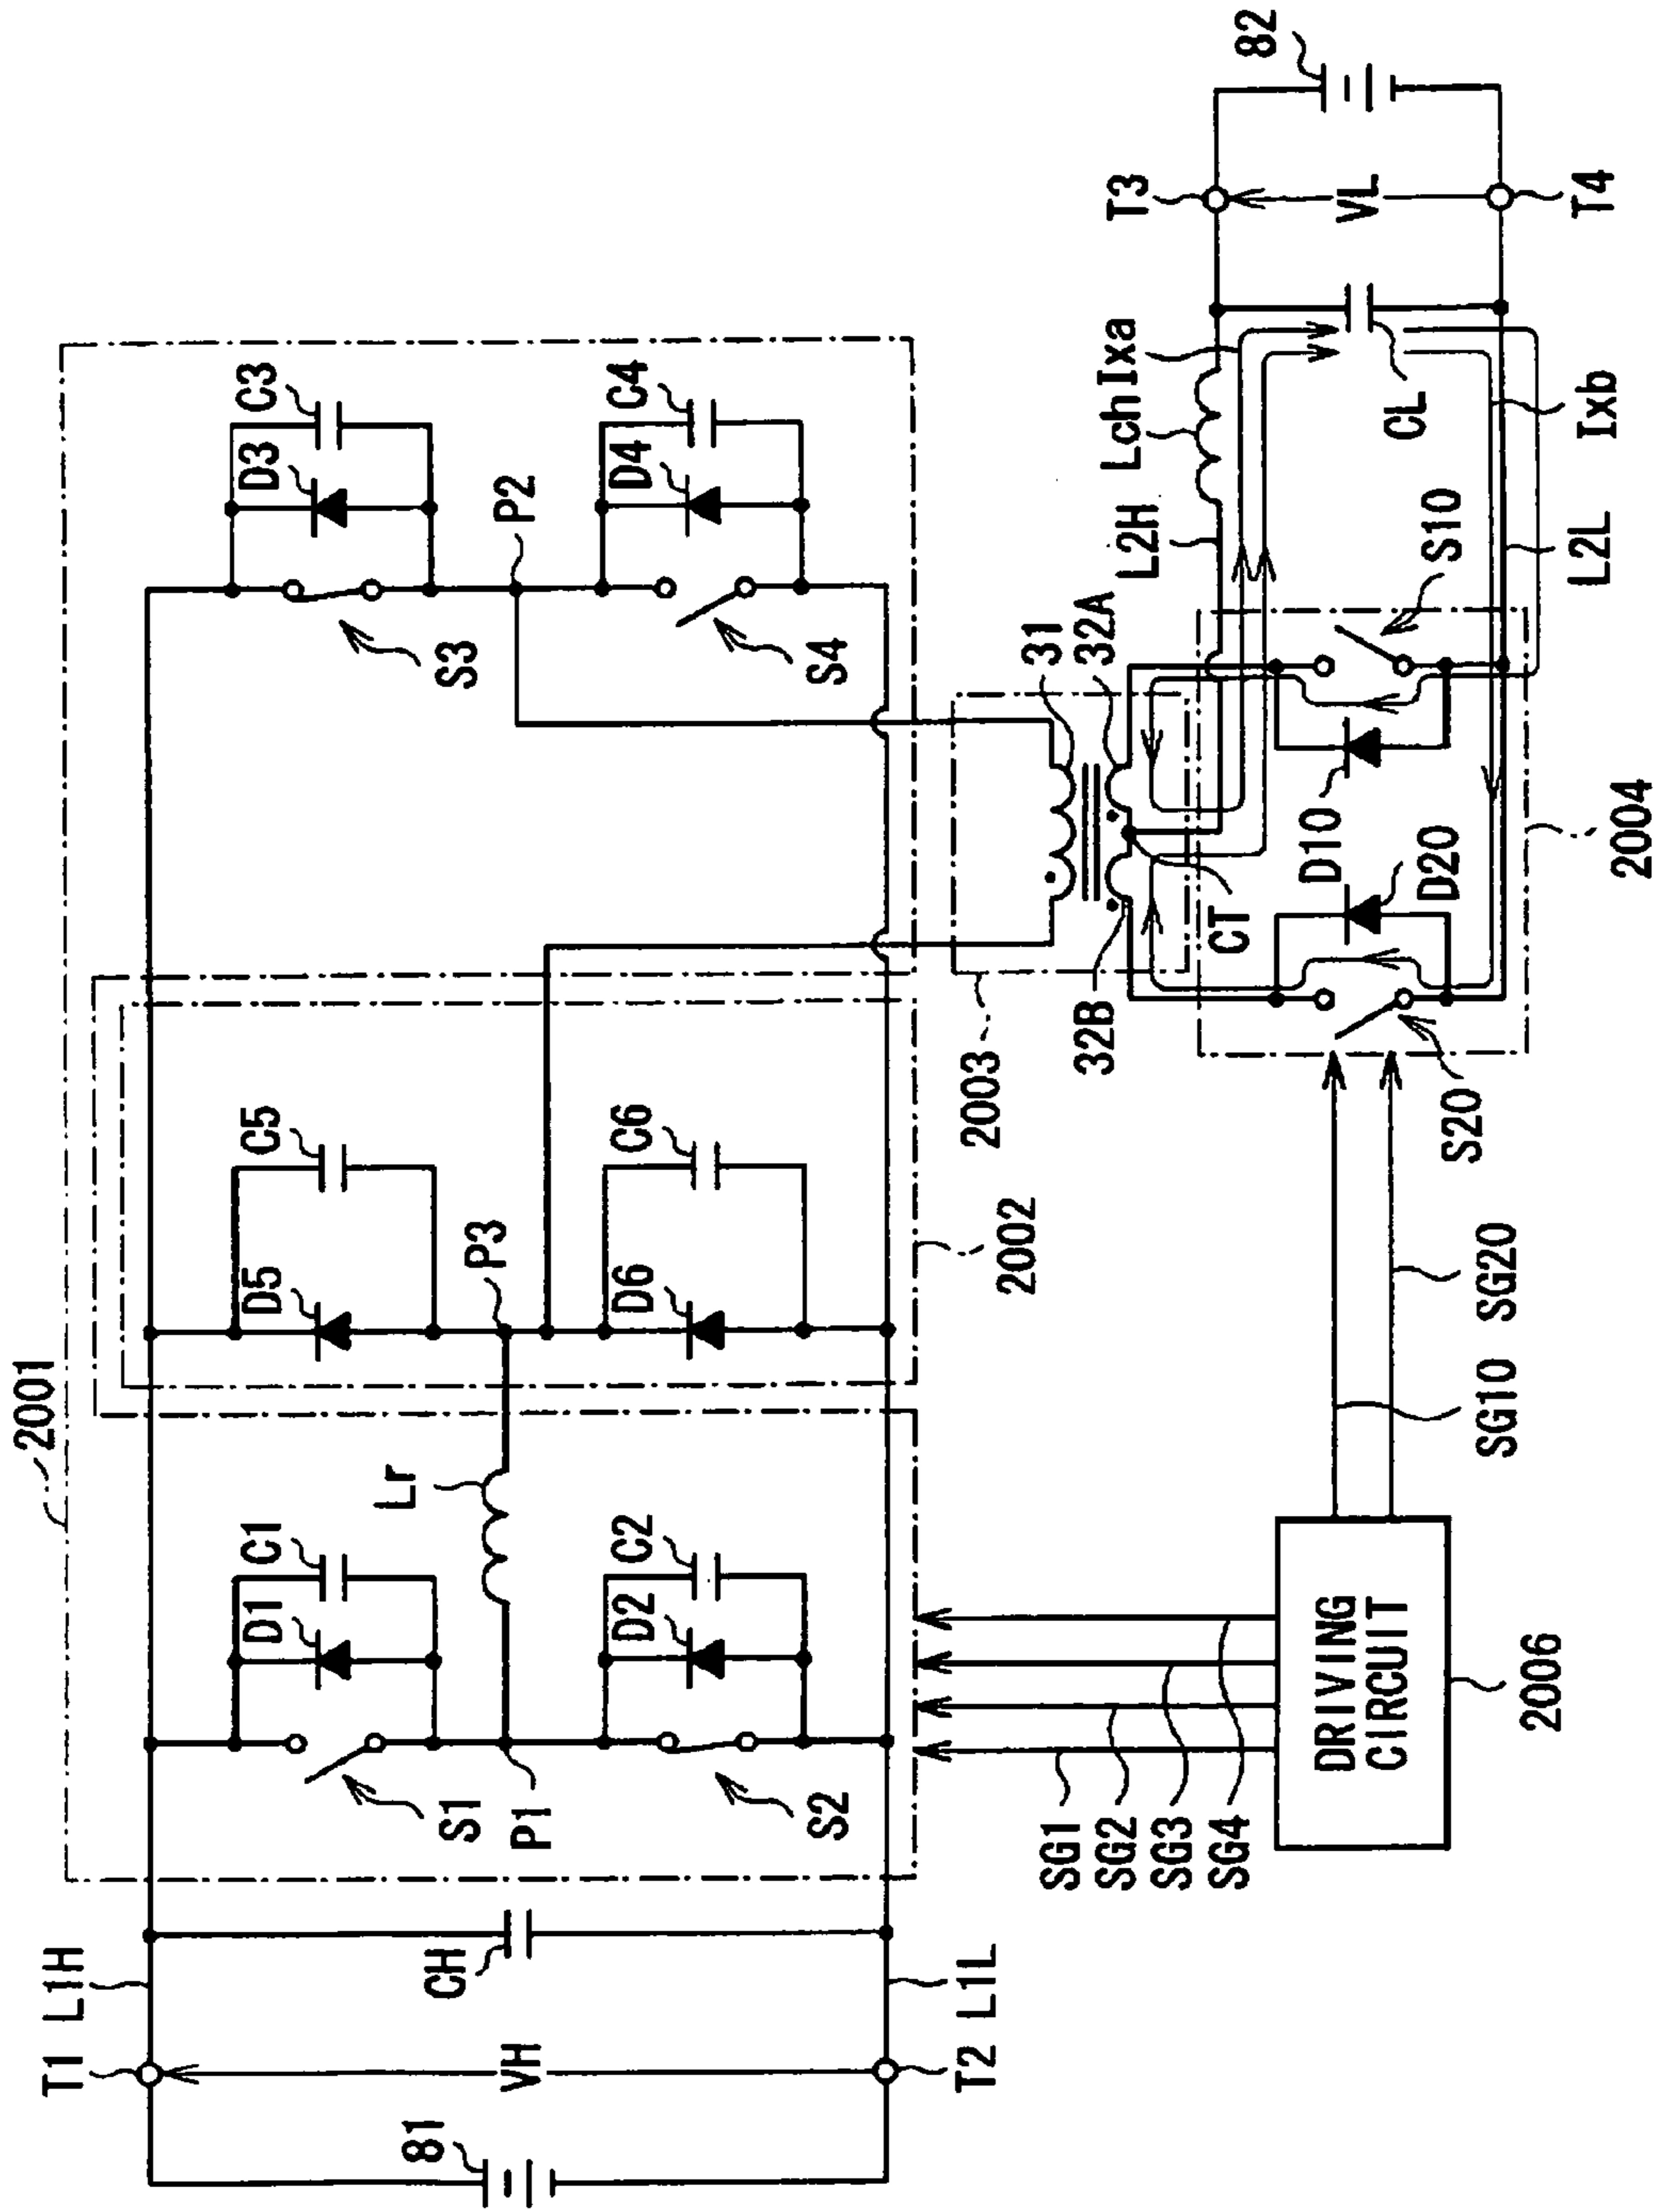 2001
T1 L1H
81
VH
CH
T2 L1L
S1
D1
C1
P1
Lr
S2
D2
C2
D5
C5
P3
D6
C6
2002
S3
D3
C3
P2
S4
D4
C4
2003
31
32A
32B
CT
L2H
Lch
Ixa
T3
82
VL
T4
CL
Ixb
L2L
S10
D10
D20
2004
S20
SG10 SG20
SG1
SG2
SG3
SG4
DRIVING
CIRCUIT
2006